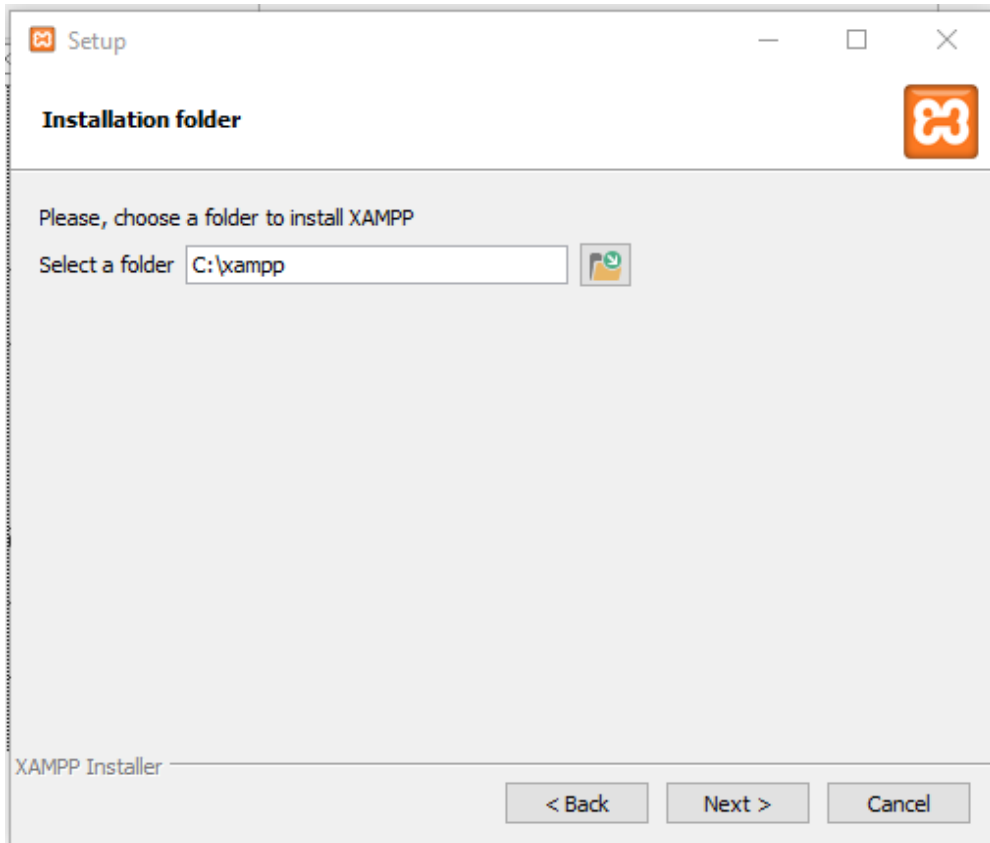 Setup
Installation folder
Please, choose a folder to install XAMPP
Select a folder C:\xampp
XAMPP Installer
< Back Next > Cancel